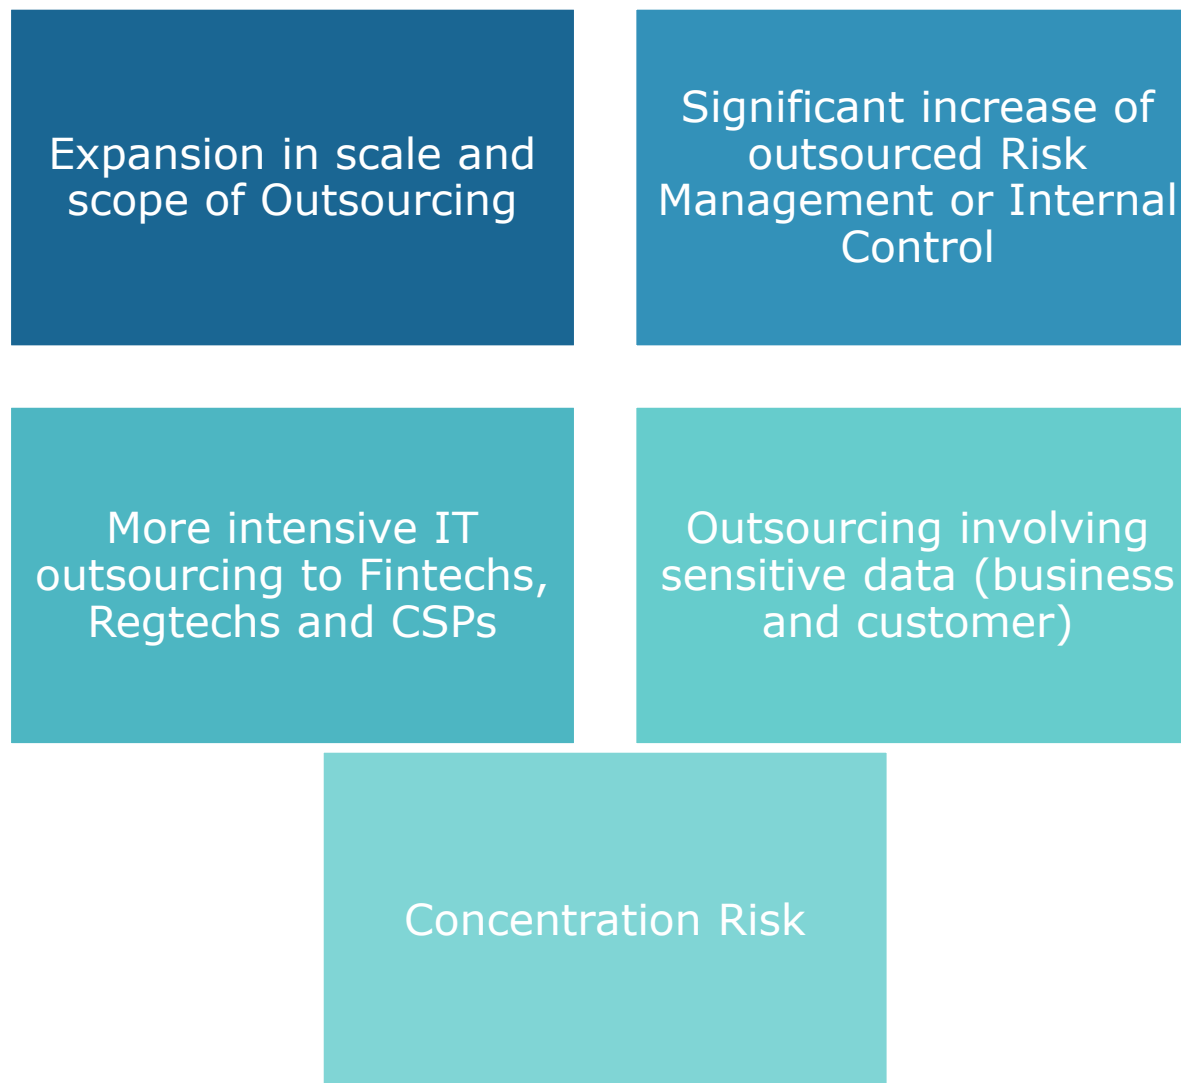 Expansion in scale and
scope of Outsourcing
Significant increase of
outsourced Risk
Management or Internal
Control
More intensive IT
outsourcing to Fintechs,
Regtechs and CSPs
Outsourcing involving
sensitive data (business
and customer)
Concentration Risk